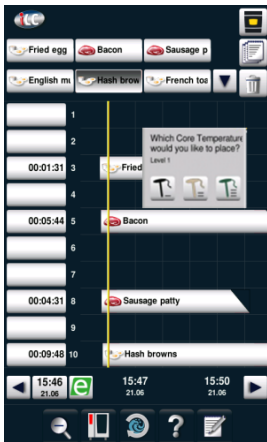 iLC
Fried egg
Bacon
Sausage p
English mu
Hash brow
French toa
1
2
00:01:31 3 Fried
Which Core Temperature
would you like to place?
Level 1
4
00:05:44 5 Bacon
6
7
00:04:31 8 Sausage patty
9
00:09:48 10 Hash browns
15:46
21.06
e
15:47
21.06
15:50
21.06
?